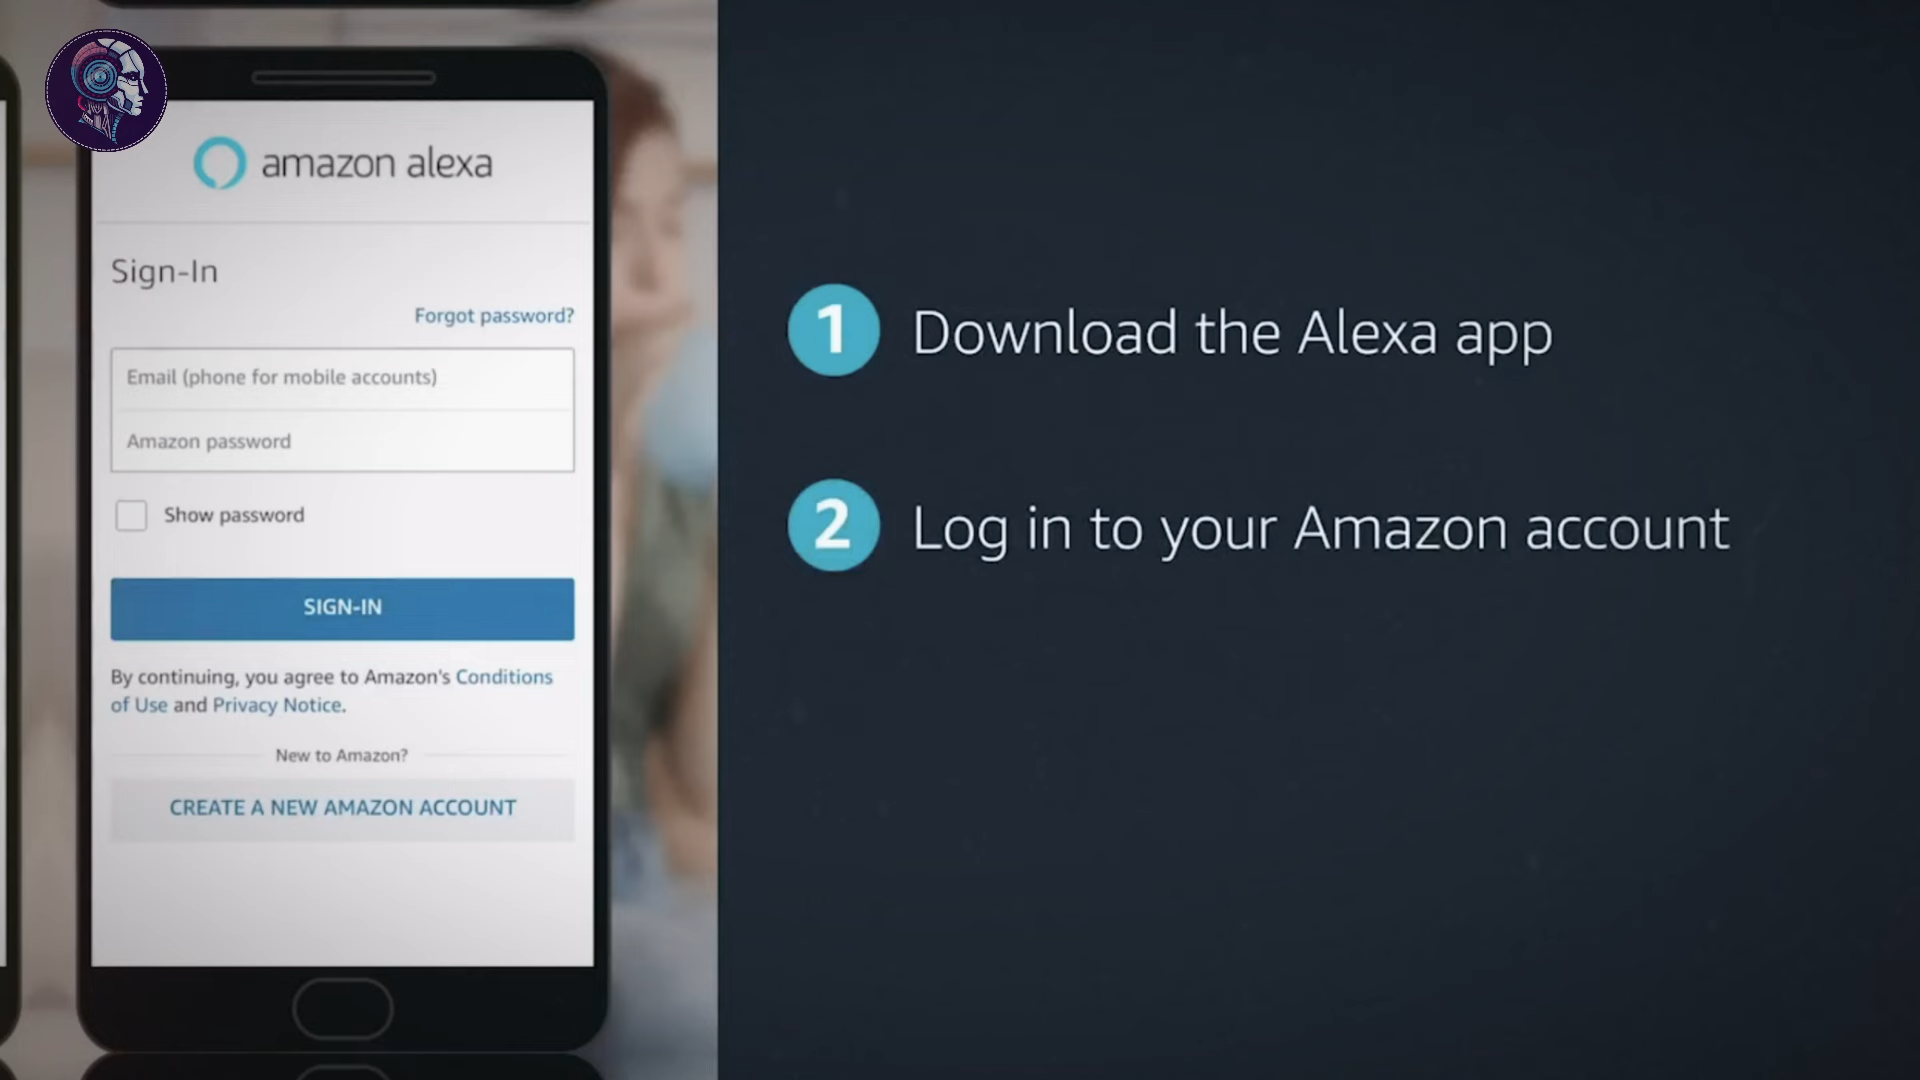 amazon alexa
Sign-In
Forgot password?
Email (phone for mobile accounts)
Amazon password
Show password
SIGN-IN
By continuing, you agree to Amazon's Conditions
of Use and Privacy Notice.
New to Amazon?
CREATE A NEW AMAZON ACCOUNT
1 Download the Alexa app
2 Log in to your Amazon account